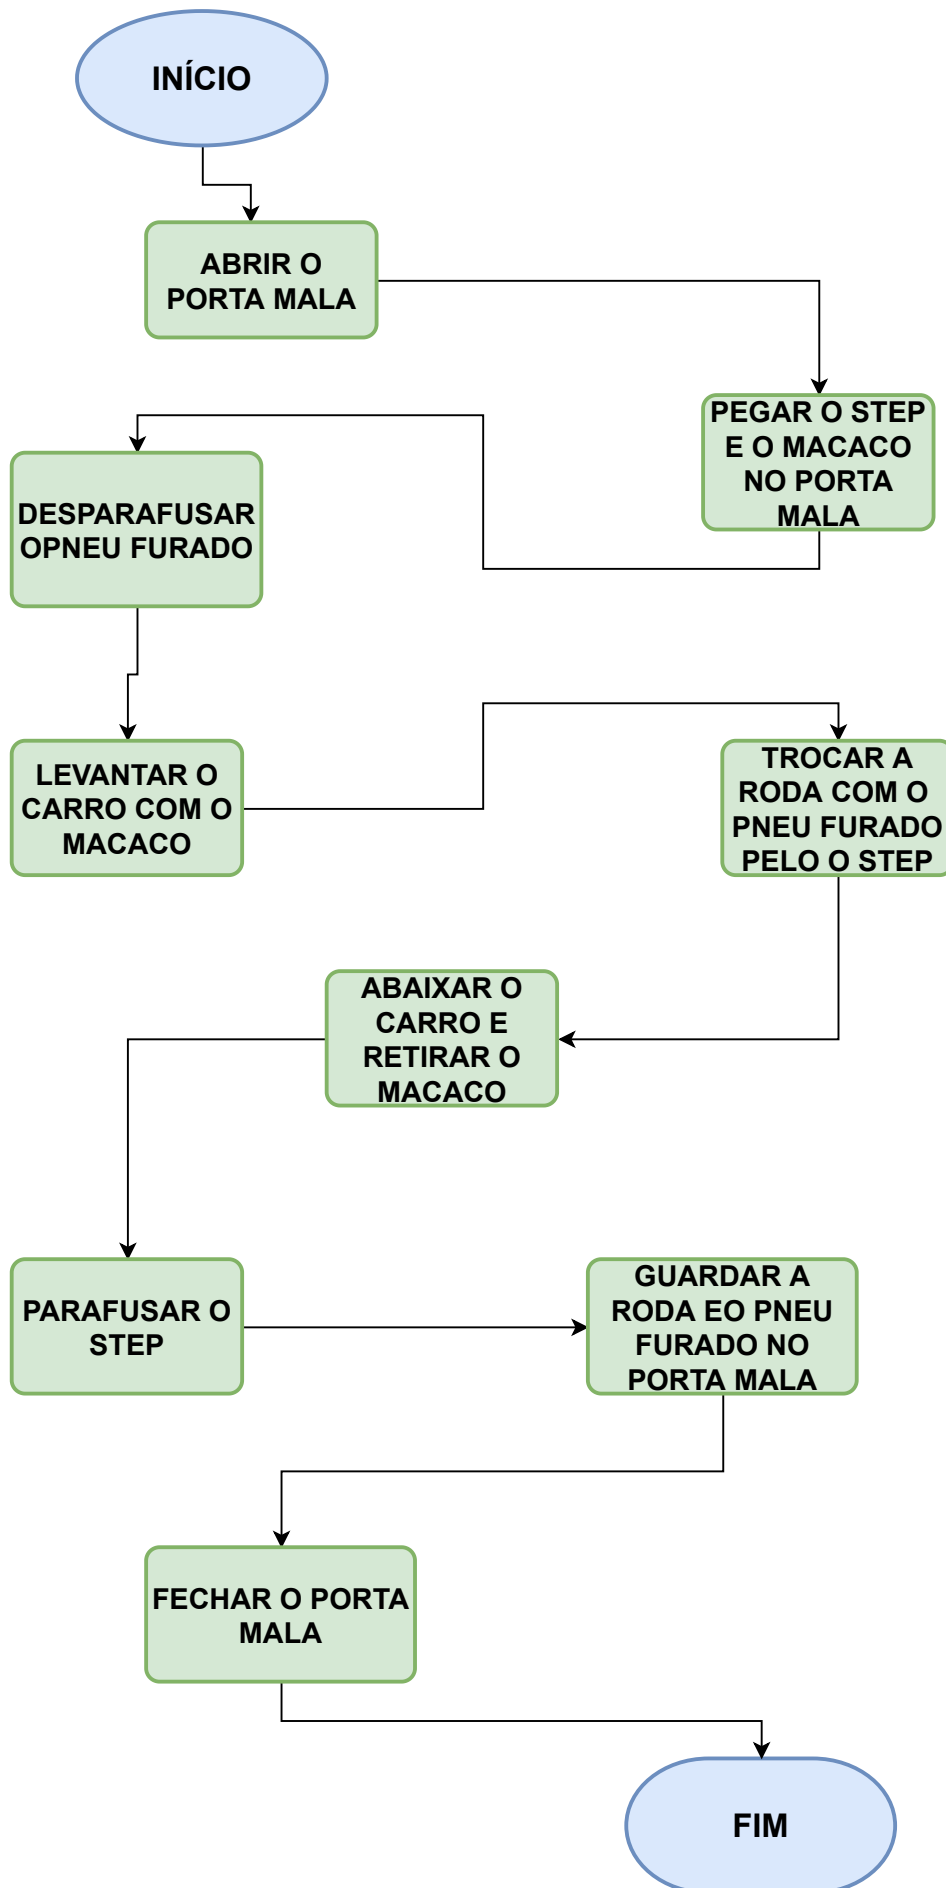 INÍCIO
ABRIR O
PORTA MALA
PEGAR O STEP
E O MACACO
NO PORTA
MALA
DESPARAFUSAR
OPNEU FURADO
LEVANTAR O
CARRO COM O
MACACO
TROCAR A
RODA COM O
PNEU FURADO
PELO O STEP
ABAIXAR O
CARRO E
RETIRAR O
MACACO
PARAFUSAR O
STEP
GUARDAR A
RODA EO PNEU
FURADO NO
PORTA MALA
FECHAR O PORTA
MALA
FIM